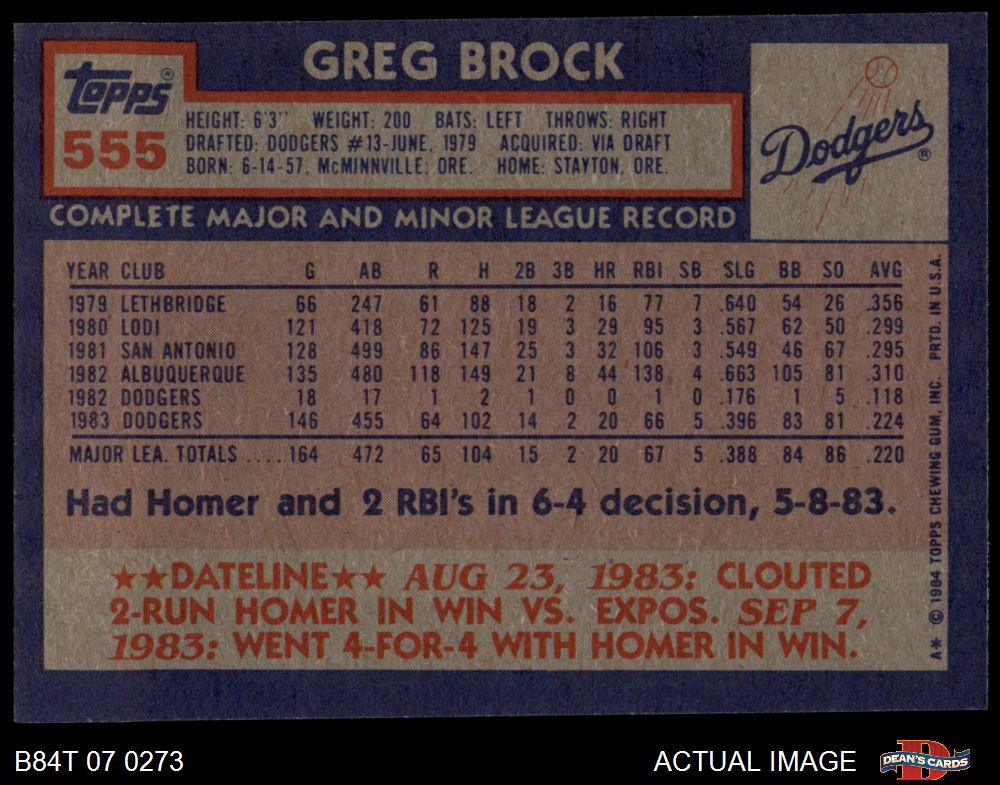 GREG BROCK
Topps®
555
HEIGHT: 6'3" WEIGHT: 200 BATS: LEFT THROWS: RIGHT
DRAFTED: DODGERS #13-JUNE, 1979 ACQUIRED: VIA DRAFT
BORN: 6-14-57, McMINNVILLE, ORE. HOME: STAYTON, ORE.
Dodgers®
COMPLETE MAJOR AND MINOR LEAGUE RECORD
YEAR CLUB G AB R H 2B 3B HR RBI SB SLG BB SO AVG
1979 LETHBRIDGE 66 247 61 88 18 2 16 77 7 .640 54 26 .356
1980 LODI 121 418 72 125 19 3 29 95 3 .567 62 50 .299
1981 SAN ANTONIO 128 499 86 147 25 3 32 106 3 .549 46 67 .295
1982 ALBUQUERQUE 135 480 118 149 21 8 44 138 4 .663 105 81 .310
1982 DODGERS 18 17 1 2 1 0 0 1 0 .176 1 5 .118
1983 DODGERS 146 455 64 102 14 2 20 66 5 .396 83 81 .224
MAJOR LEA. TOTALS .... 164 472 65 104 15 2 20 67 5 .388 84 86 .220
Had Homer and 2 RBI's in 6-4 decision, 5-8-83.
★★DATELINE★★ AUG 23, 1983: CLOUTED
2-RUN HOMER IN WIN VS. EXPOS. SEP 7,
1983: WENT 4-FOR-4 WITH HOMER IN WIN.
A* © 1984 TOPPS CHEWING GUM, INC. PRTD. IN U.S.A.
B84T 07 0273
ACTUAL IMAGE
DEAN'S CARDS